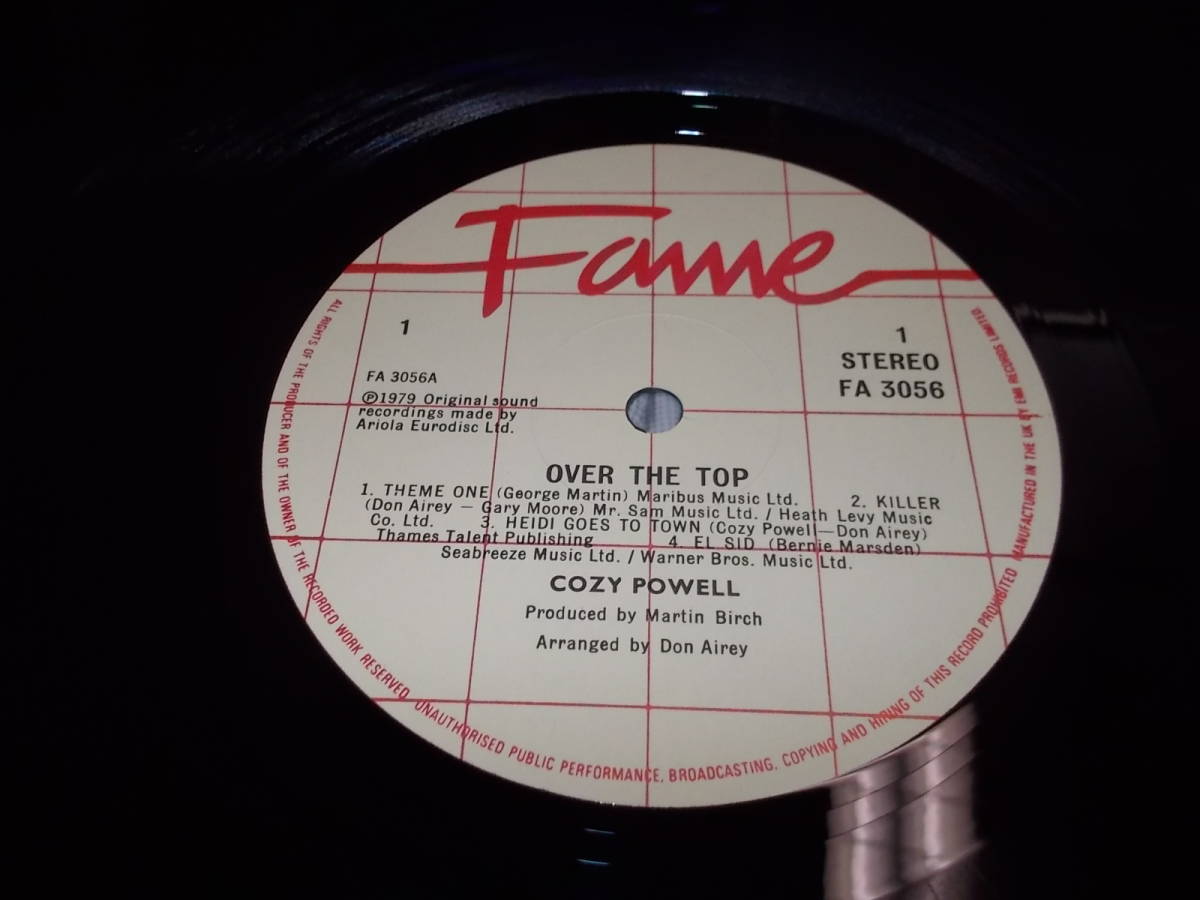 Fame
1
FA 3056A
Ⓟ1979 Original sound
recordings made by
Ariola Eurodisc Ltd.
1
STEREO
FA 3056
OVER THE TOP
1. THEME ONE (George Martin) Maribus Music Ltd. 2. KILLER
(Don Airey – Gary Moore) Mr. Sam Music Ltd. / Heath Levy Music
Co. Ltd. 3. HEIDI GOES TO TOWN (Cozy Powell—Don Airey)
Thames Talent Publishing 4. EL SID (Bernie Marsden)
Seabreeze Music Ltd. / Warner Bros. Music Ltd.
COZY POWELL
Produced by Martin Birch
Arranged by Don Airey
ALL RIGHTS OF THE PRODUCER AND OF THE OWNER OF THE RECORDED WORK RESERVED. UNAUTHORISED PUBLIC PERFORMANCE, BROADCASTING, COPYING AND HIRING OF THIS RECORD PROHIBITED MANUFACTURED IN THE UK BY EMI RECORDS LIMITED.